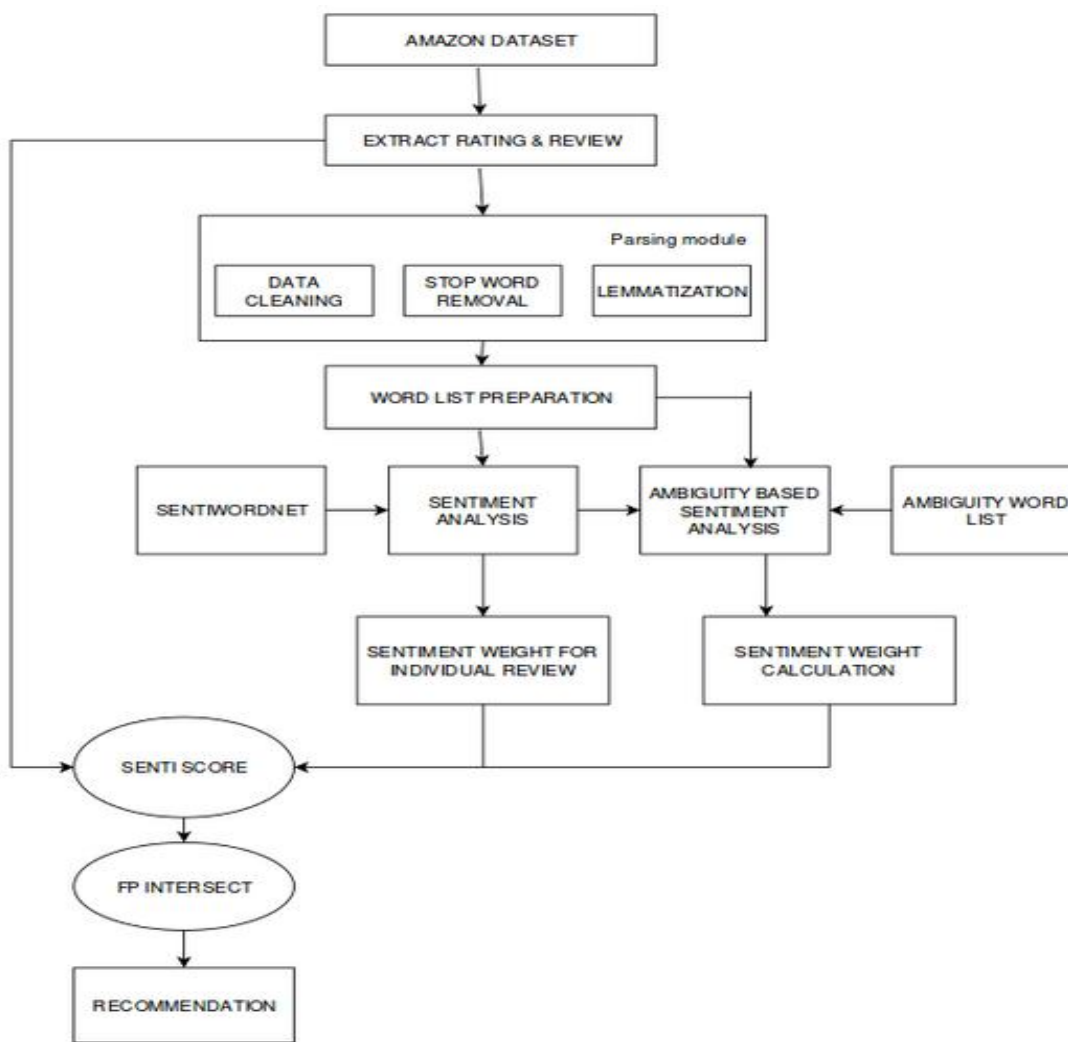 AMAZON DATASET
EXTRACT RATING & REVIEW
Parsing module
DATA
CLEANING
STOP WORD
REMOVAL
LEMMATIZATION
WORD LIST PREPARATION
SENTIWORDNET
SENTIMENT
ANALYSIS
AMBIGUITY BASED
SENTIMENT
ANALYSIS
AMBIGUITY WORD
LIST
SENTIMENT WEIGHT FOR
INDIVIDUAL REVIEW
SENTIMENT WEIGHT
CALCULATION
SENTI SCORE
FP INTERSECT
RECOMMENDATION